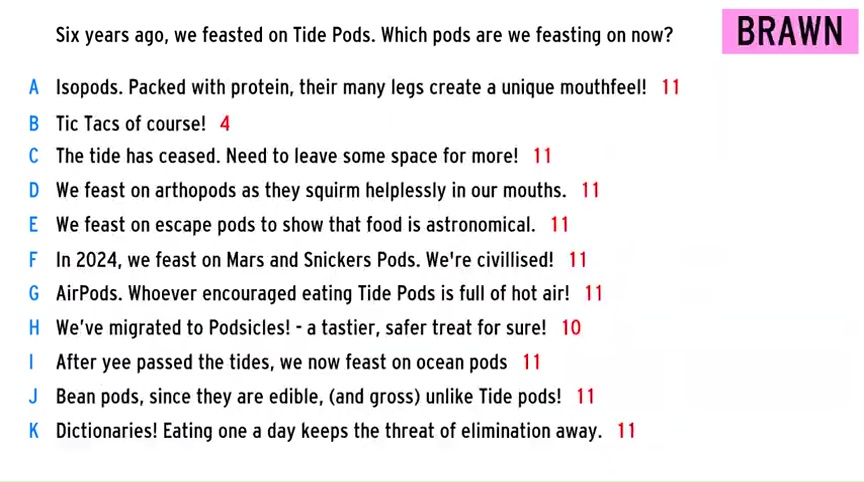 Six years ago, we feasted on Tide Pods. Which pods are we feasting on now?
BRAWN
A Isopods. Packed with protein, their many legs create a unique mouthfeel! 11
B Tic Tacs of course! 4
C The tide has ceased. Need to leave some space for more! 11
D We feast on arthopods as they squirm helplessly in our mouths. 11
E We feast on escape pods to show that food is astronomical. 11
F In 2024, we feast on Mars and Snickers Pods. We're civillised! 11
G AirPods. Whoever encouraged eating Tide Pods is full of hot air! 11
H We've migrated to Podsicles! - a tastier, safer treat for sure! 10
I After yee passed the tides, we now feast on ocean pods 11
J Bean pods, since they are edible, (and gross) unlike Tide pods! 11
K Dictionaries! Eating one a day keeps the threat of elimination away. 11